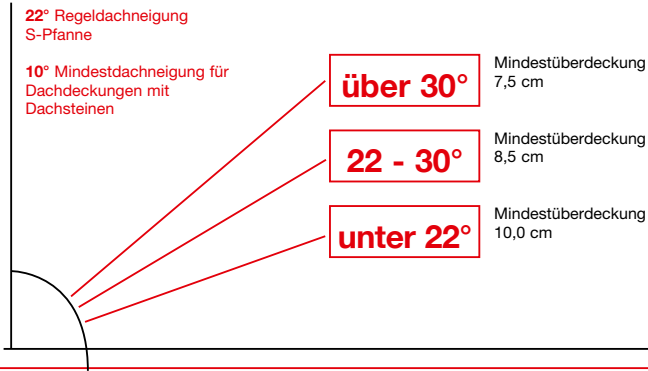 22° Regeldachneigung
S-Pfanne
10° Mindestdachneigung für
Dachdeckungen mit
Dachsteinen
über 30°
Mindestüberdeckung
7,5 cm
22 - 30°
Mindestüberdeckung
8,5 cm
unter 22°
Mindestüberdeckung
10,0 cm